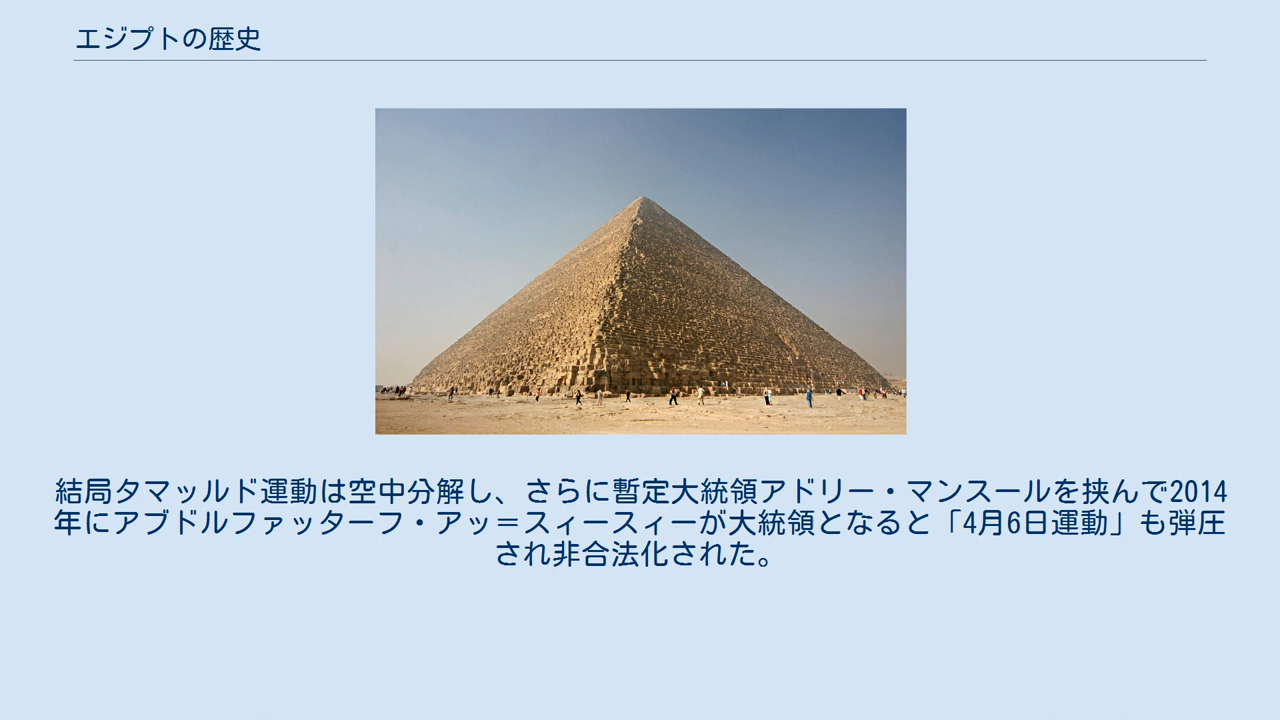 エジプトの歴史
結局タマッルド運動は空中分解し、さらに暫定大統領アドリー・マンスールを挟んで2014
年にアブドルファッターフ・アッ＝スィースィーが大統領となると「4月6日運動」も弾圧
され非合法化された。